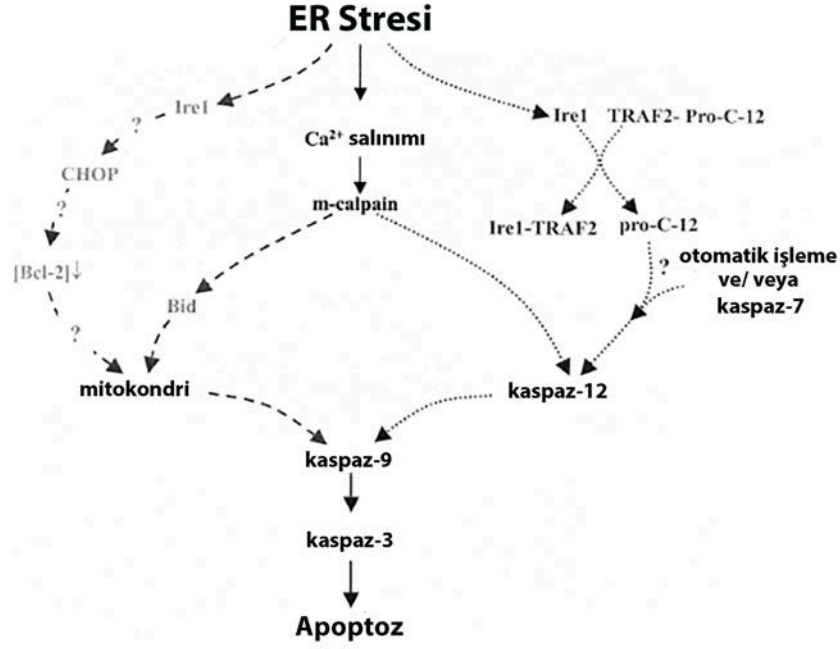 ER Stresi
Ire1
?
CHOP
?
[Bcl-2]↓
?
mitokondri
Ca²⁺ salınımı
m-calpain
Bid
Ire1 TRAF2- Pro-C-12
Ire1-TRAF2 pro-C-12
?
otomatik işleme
ve/ veya
kaspaz-7
kaspaz-12
kaspaz-9
kaspaz-3
Apoptoz